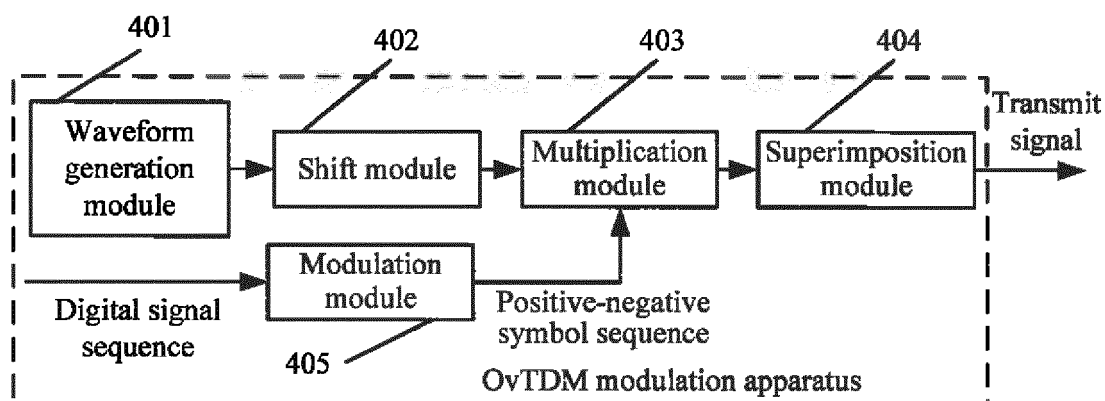 401
402
403
404
Waveform
generation
module
Shift module
Multiplication
module
Superimposition
module
Transmit
signal
Modulation
module
Digital signal
sequence
Positive-negative
symbol sequence
405
OvTDM modulation apparatus